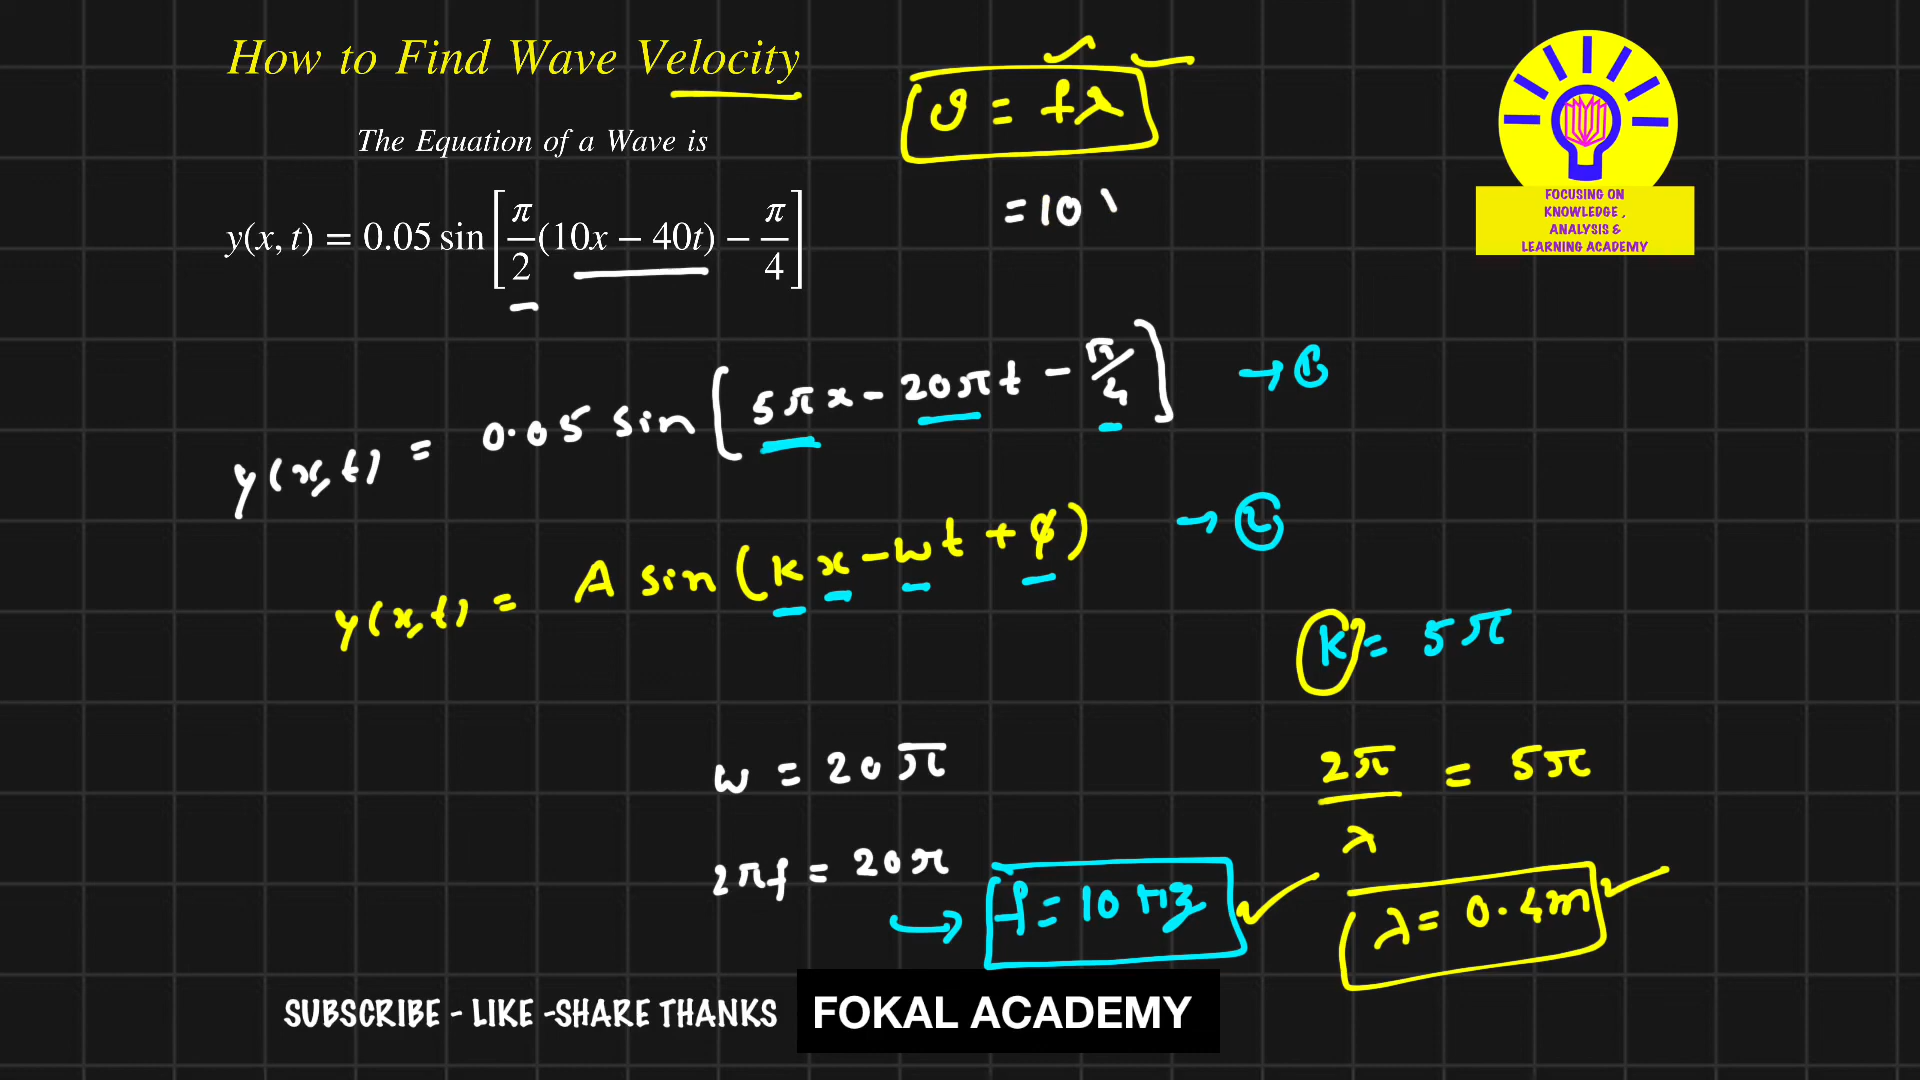 How to Find Wave Velocity
The Equation of a Wave is
y(x, t) = 0.05 sin[π/2(10x − 40t) − π/4]
v = fλ
= 10
FOCUSING ON
KNOWLEDGE ,
ANALYSIS &
LEARNING ACADEMY
y(x,t) = 0.05 sin[5πx − 20πt − π/4] → ①
y(x,t) = A sin(kx − ωt + φ) → ②
k = 5π
ω = 20π
2π/λ = 5π
2πf = 20π
f = 10 Hz
λ = 0.4m
SUBSCRIBE - LIKE -SHARE THANKS
FOKAL ACADEMY